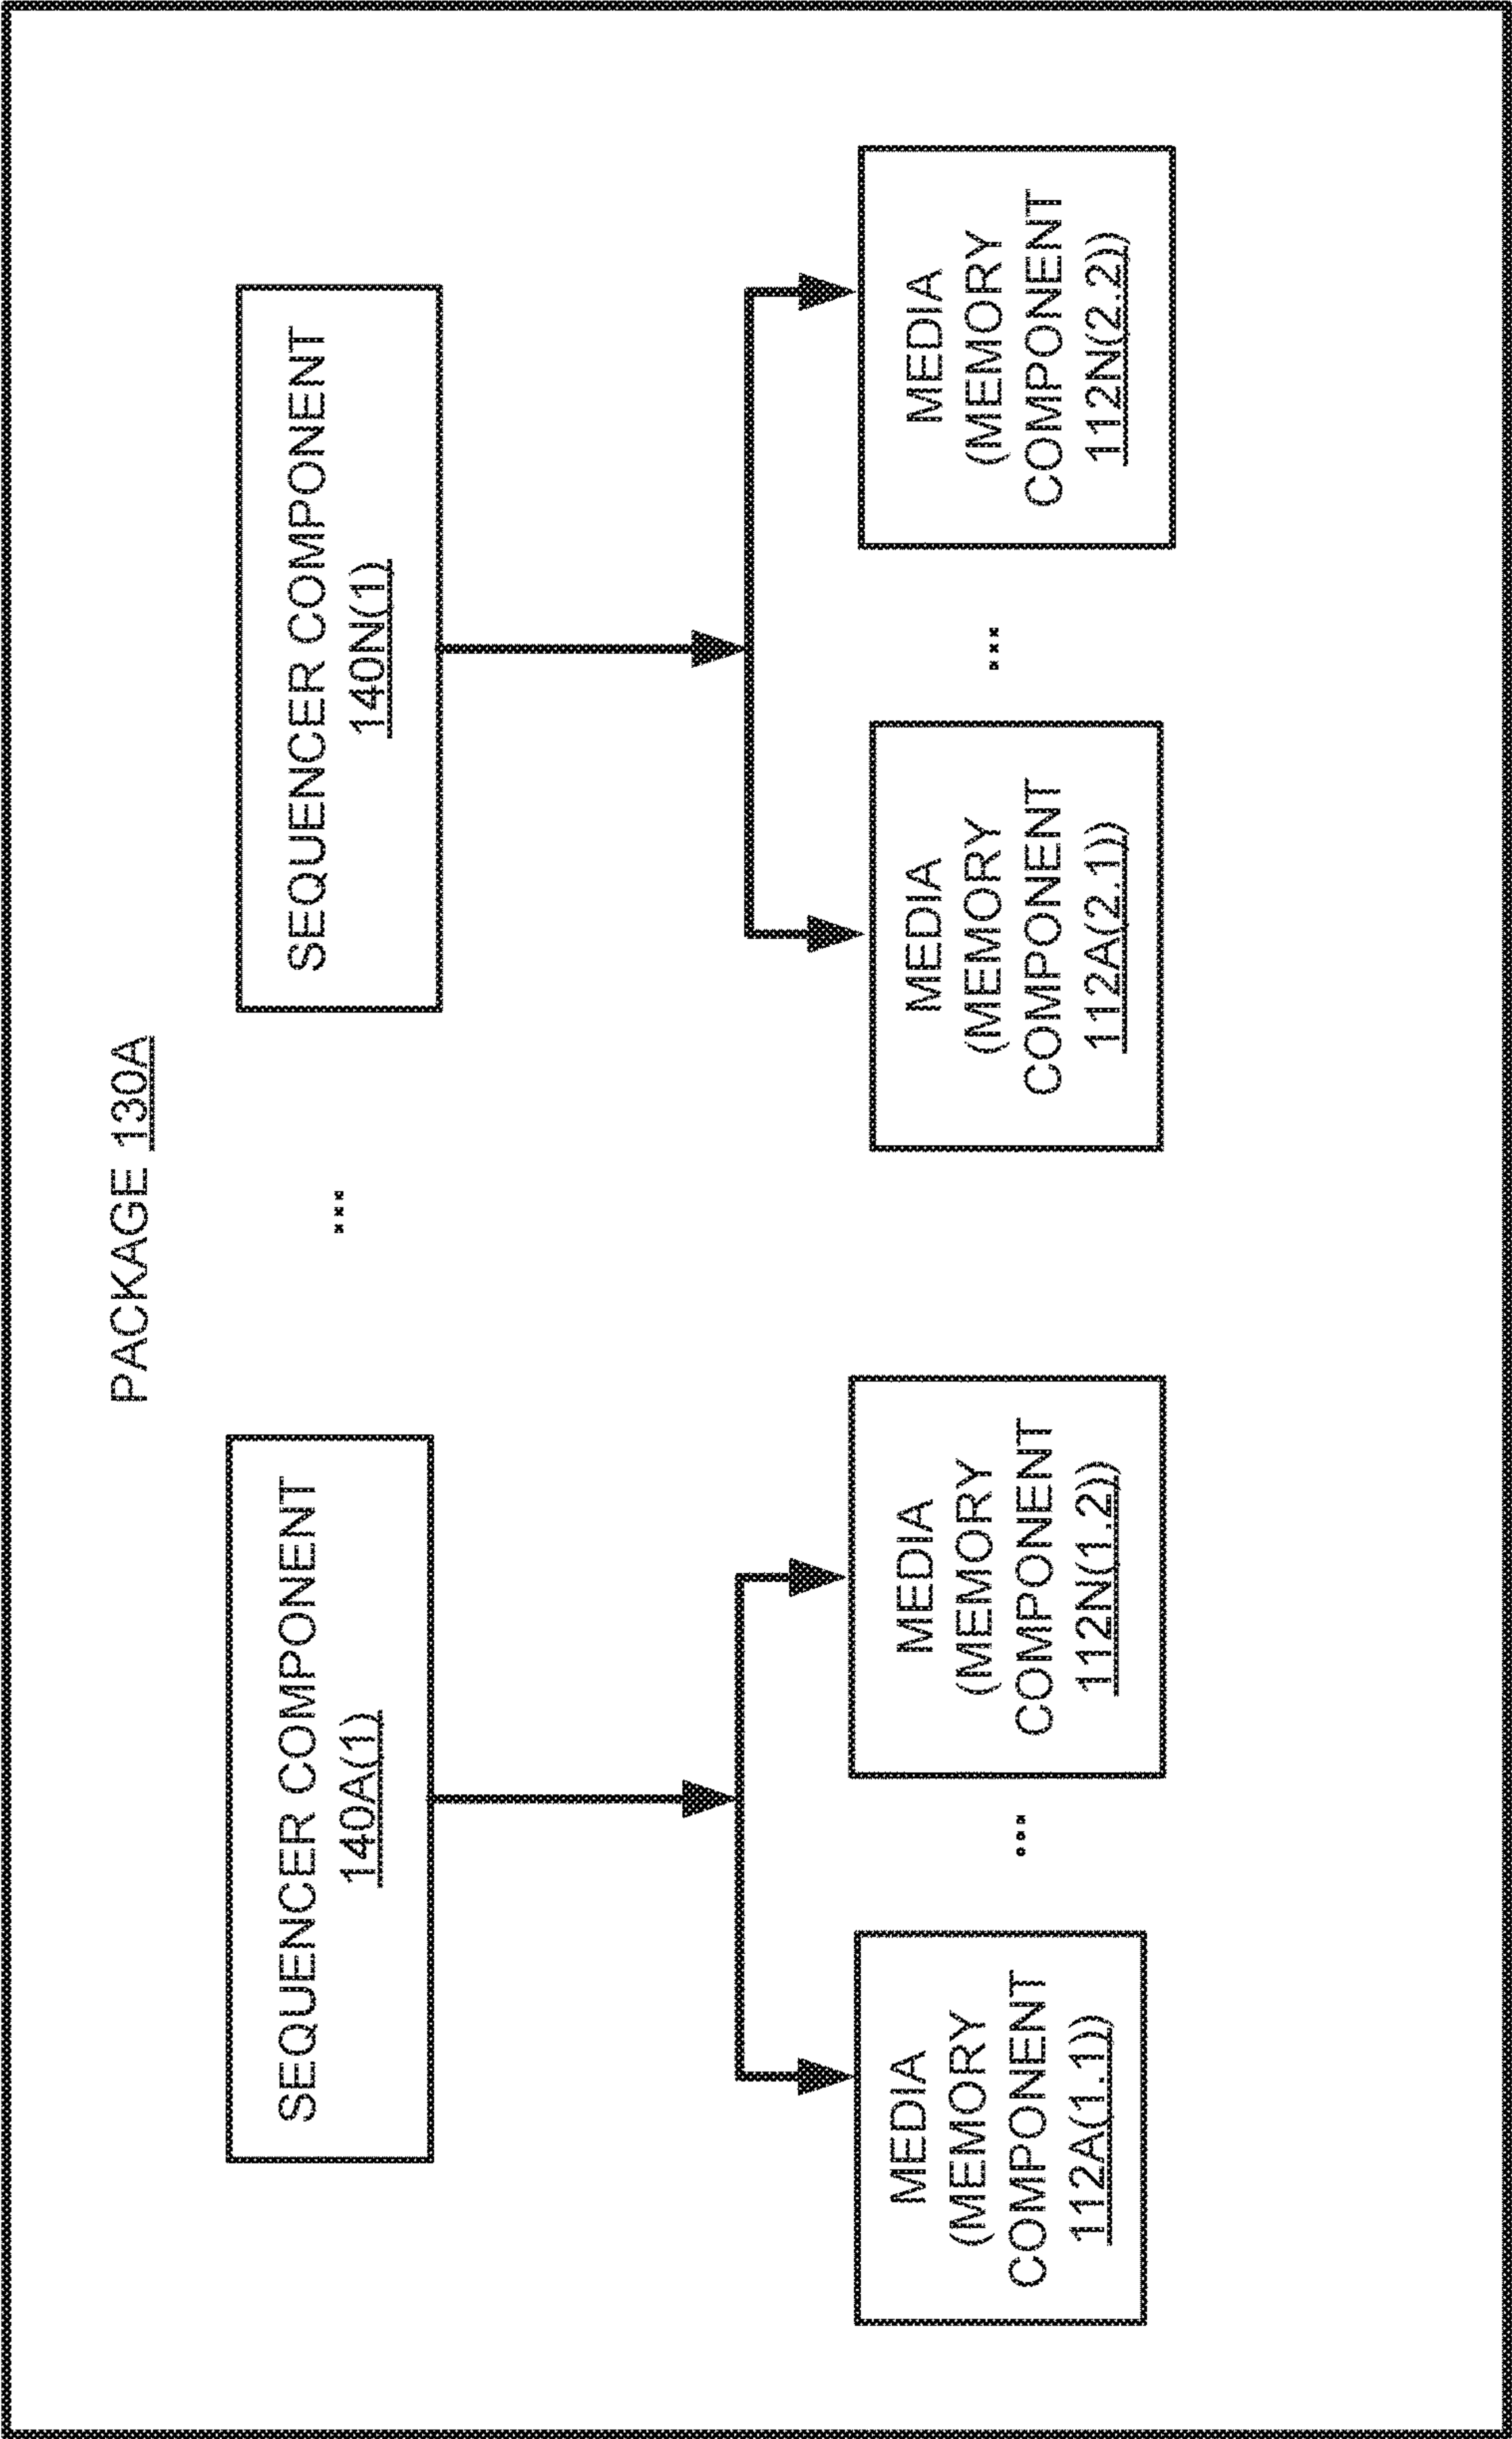 PACKAGE 130A
SEQUENCER COMPONENT
140A(1)
...
SEQUENCER COMPONENT
140N(1)
MEDIA
(MEMORY
COMPONENT
112A(1.1))
...
MEDIA
(MEMORY
COMPONENT
112N(1.2))
MEDIA
(MEMORY
COMPONENT
112A(2.1))
...
MEDIA
(MEMORY
COMPONENT
112N(2.2))